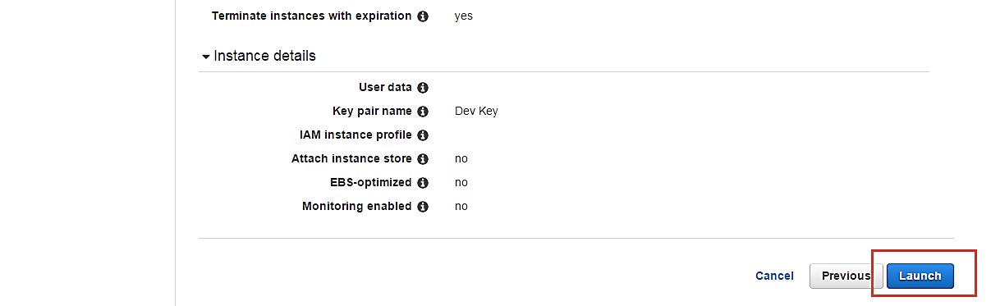 Terminate instances with expiration yes
Instance details
User data
Key pair name Dev Key
IAM instance profile
Attach instance store no
EBS-optimized no
Monitoring enabled no
Cancel Previous Launch